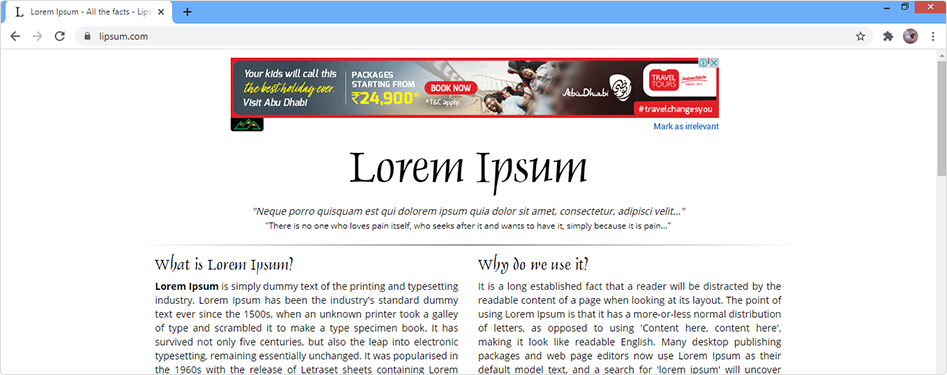 L Lorem Ipsum - All the facts - Lips
lipsum.com
Your kids will call this
the best holiday ever.
Visit Abu Dhabi
PACKAGES
STARTING FROM
₹24,900*
BOOK NOW
*T&C apply.
Abu Dhabi
TRAVEL
TOURS
#travelchangesyou
Mark as irrelevant
Lorem Ipsum
"Neque porro quisquam est qui dolorem ipsum quia dolor sit amet, consectetur, adipisci velit..."
"There is no one who loves pain itself, who seeks after it and wants to have it, simply because it is pain..."
What is Lorem Ipsum?
Lorem Ipsum is simply dummy text of the printing and typesetting
industry. Lorem Ipsum has been the industry's standard dummy
text ever since the 1500s, when an unknown printer took a galley
of type and scrambled it to make a type specimen book. It has
survived not only five centuries, but also the leap into electronic
typesetting, remaining essentially unchanged. It was popularised in
the 1960s with the release of Letraset sheets containing Lorem
Why do we use it?
It is a long established fact that a reader will be distracted by the
readable content of a page when looking at its layout. The point of
using Lorem Ipsum is that it has a more-or-less normal distribution
of letters, as opposed to using 'Content here, content here',
making it look like readable English. Many desktop publishing
packages and web page editors now use Lorem Ipsum as their
default model text, and a search for 'lorem ipsum' will uncover